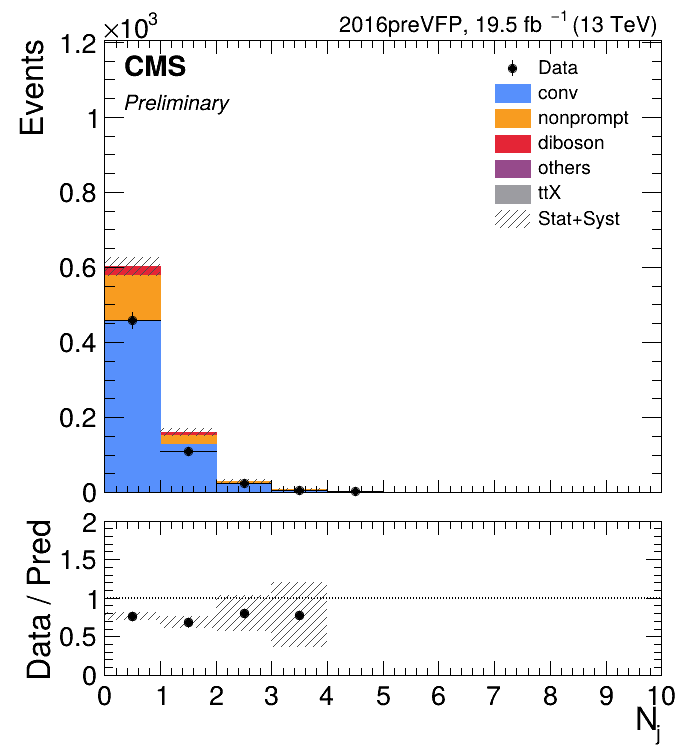 ×10³
2016preVFP, 19.5 fb⁻¹ (13 TeV)
CMS
Preliminary
Data
conv
nonprompt
diboson
others
ttX
Stat+Syst
Events
1.2
1
0.8
0.6
0.4
0.2
0
Data / Pred
2
1.5
1
0.5
0
0 1 2 3 4 5 6 7 8 9 10
N_j